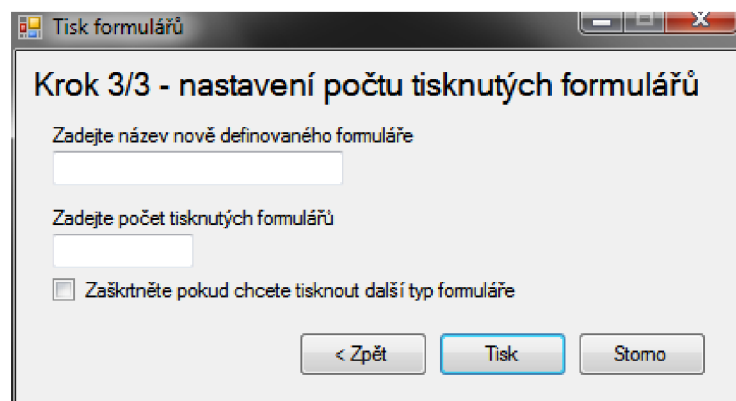 Tisk formulářů
Krok 3/3 - nastavení počtu tisknutých formulářů
Zadejte název nově definovaného formuláře
Zadejte počet tisknutých formulářů
Zaškrtněte pokud chcete tisknout další typ formuláře
< Zpět Tisk Storno